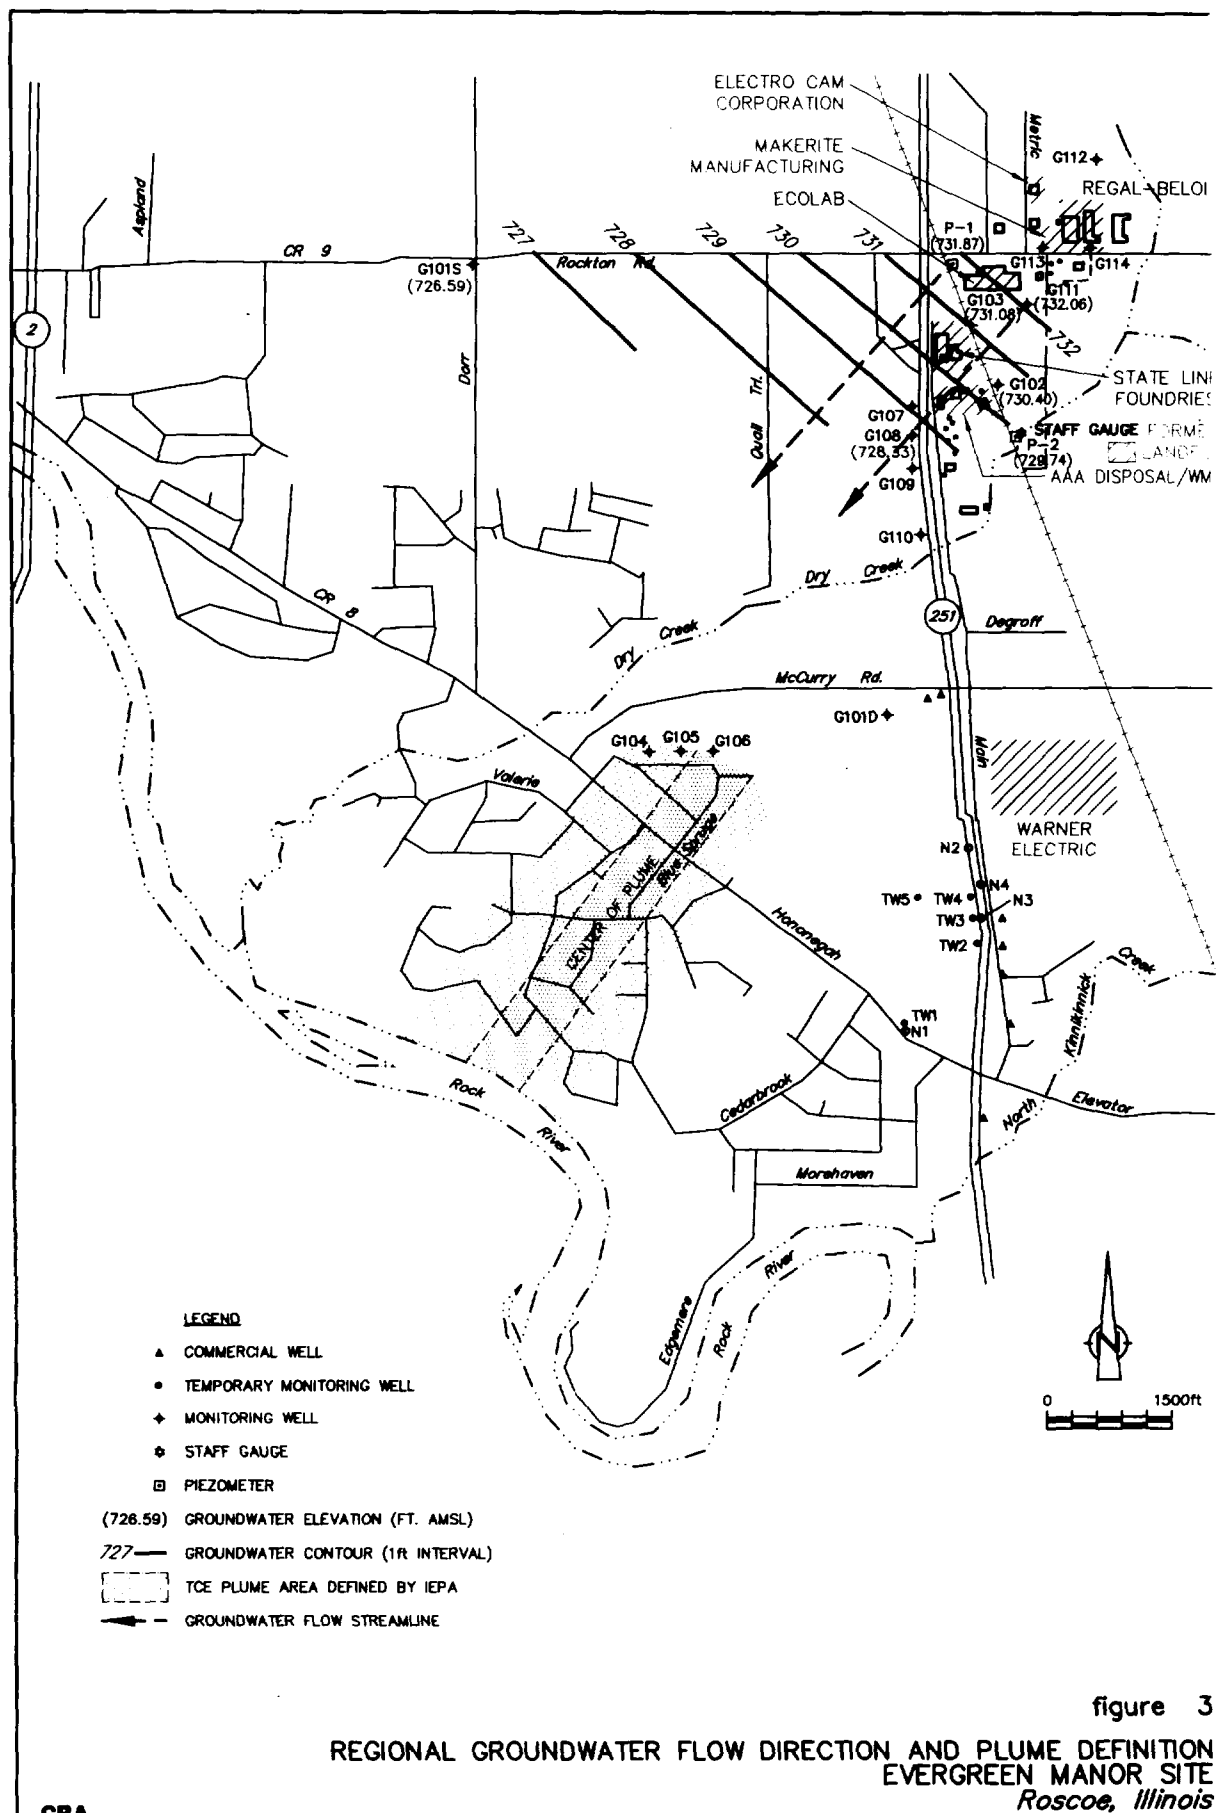 ELECTRO CAM
CORPORATION
MAKERITE
MANUFACTURING
ECOLAB
Metric
G112
REGAL-BELOI
P-1
(731.87)
G113
G114
G111
(732.06)
G103
(731.08)
732
Aspland
CR 9
G101S
(726.59)
727
728
729
730
731
Rockton Rd.
2
Dorr
Quail Trl.
STATE LIN
FOUNDRIES
G102
(730.40)
G107
G108
(728.33)
G109
G110
STAFF GAUGE
FORME
P-2
(729.74)
AAA DISPOSAL/WM
CR 8
Dry Creek
Dry Creek
251
Degroff
McCurry Rd.
G101D
Main
G104
G105
G106
Valerie
Blue Spruce
CENTER OF PLUME
WARNER
ELECTRIC
N2
N4
TW5
TW4
N3
TW3
TW2
Hononegah
TW1
N1
Creek
Kinnikinnick
North
Elevator
Rock
River
Cedarbrook
Morehaven
River
Rock
Edgemere
N
0
1500ft
LEGEND
COMMERCIAL WELL
TEMPORARY MONITORING WELL
MONITORING WELL
STAFF GAUGE
PIEZOMETER
(726.59) GROUNDWATER ELEVATION (FT. AMSL)
727 GROUNDWATER CONTOUR (1ft INTERVAL)
TCE PLUME AREA DEFINED BY IEPA
GROUNDWATER FLOW STREAMLINE
figure 3
REGIONAL GROUNDWATER FLOW DIRECTION AND PLUME DEFINITION
EVERGREEN MANOR SITE
Roscoe, Illinois
CRA